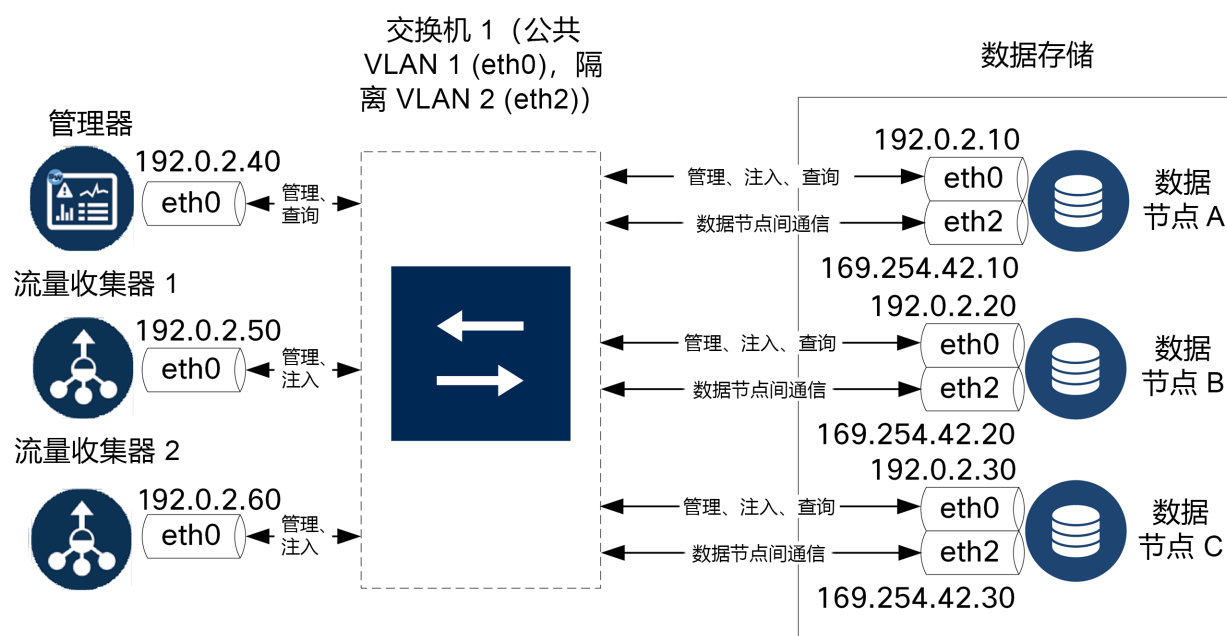 交换机 1（公共
VLAN 1 (eth0)，隔
离 VLAN 2 (eth2)）
数据存储
管理器
192.0.2.40
eth0
管理、
查询
流量收集器 1
192.0.2.50
eth0
管理、
注入
流量收集器 2
192.0.2.60
eth0
管理、
注入
192.0.2.10
管理、注入、查询
eth0
数据节点间通信
eth2
数据
节点 A
169.254.42.10
192.0.2.20
管理、注入、查询
eth0
数据节点间通信
eth2
数据
节点 B
169.254.42.20
192.0.2.30
管理、注入、查询
eth0
数据节点间通信
eth2
数据
节点 C
169.254.42.30